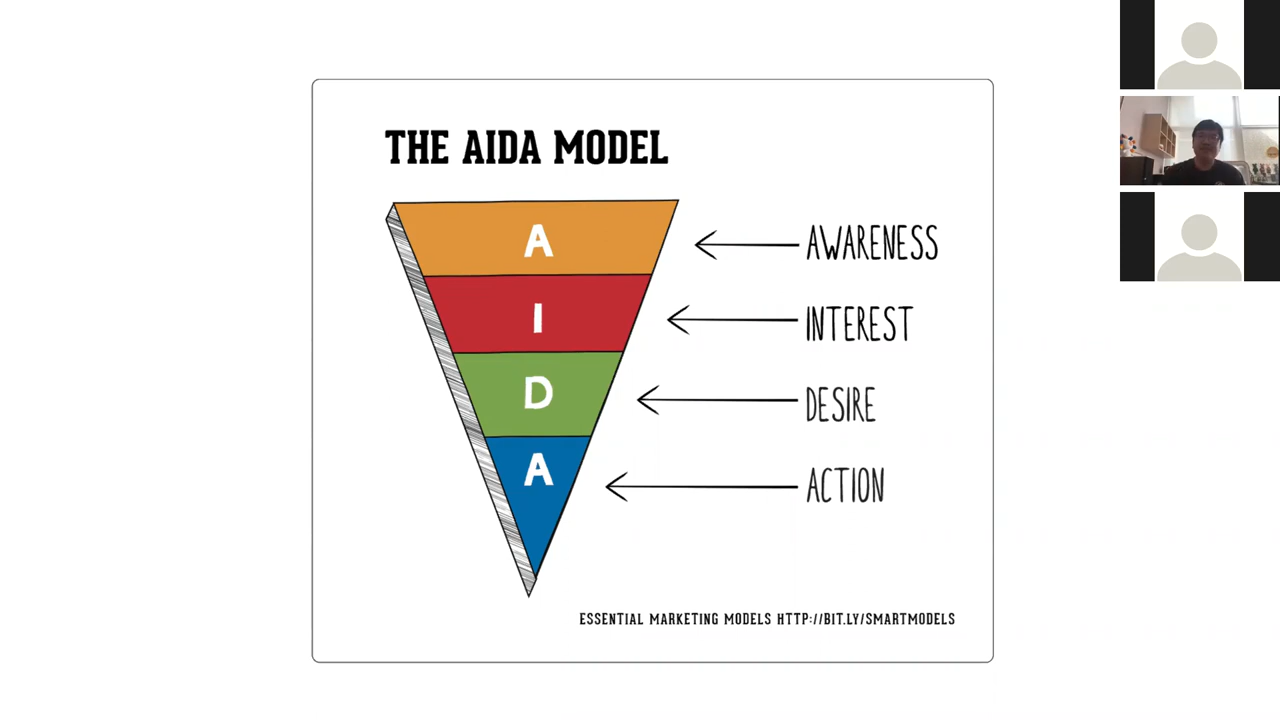 THE AIDA MODEL
A
AWARENESS
I
INTEREST
D
DESIRE
A
ACTION
ESSENTIAL MARKETING MODELS HTTP://BIT.LY/SMARTMODELS